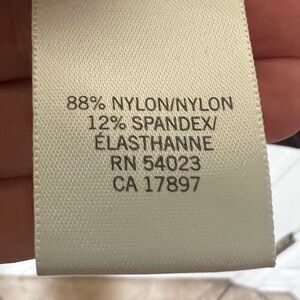 88% NYLON/NYLON
12% SPANDEX/
ÉLASTHANNE
RN 54023
CA 17897